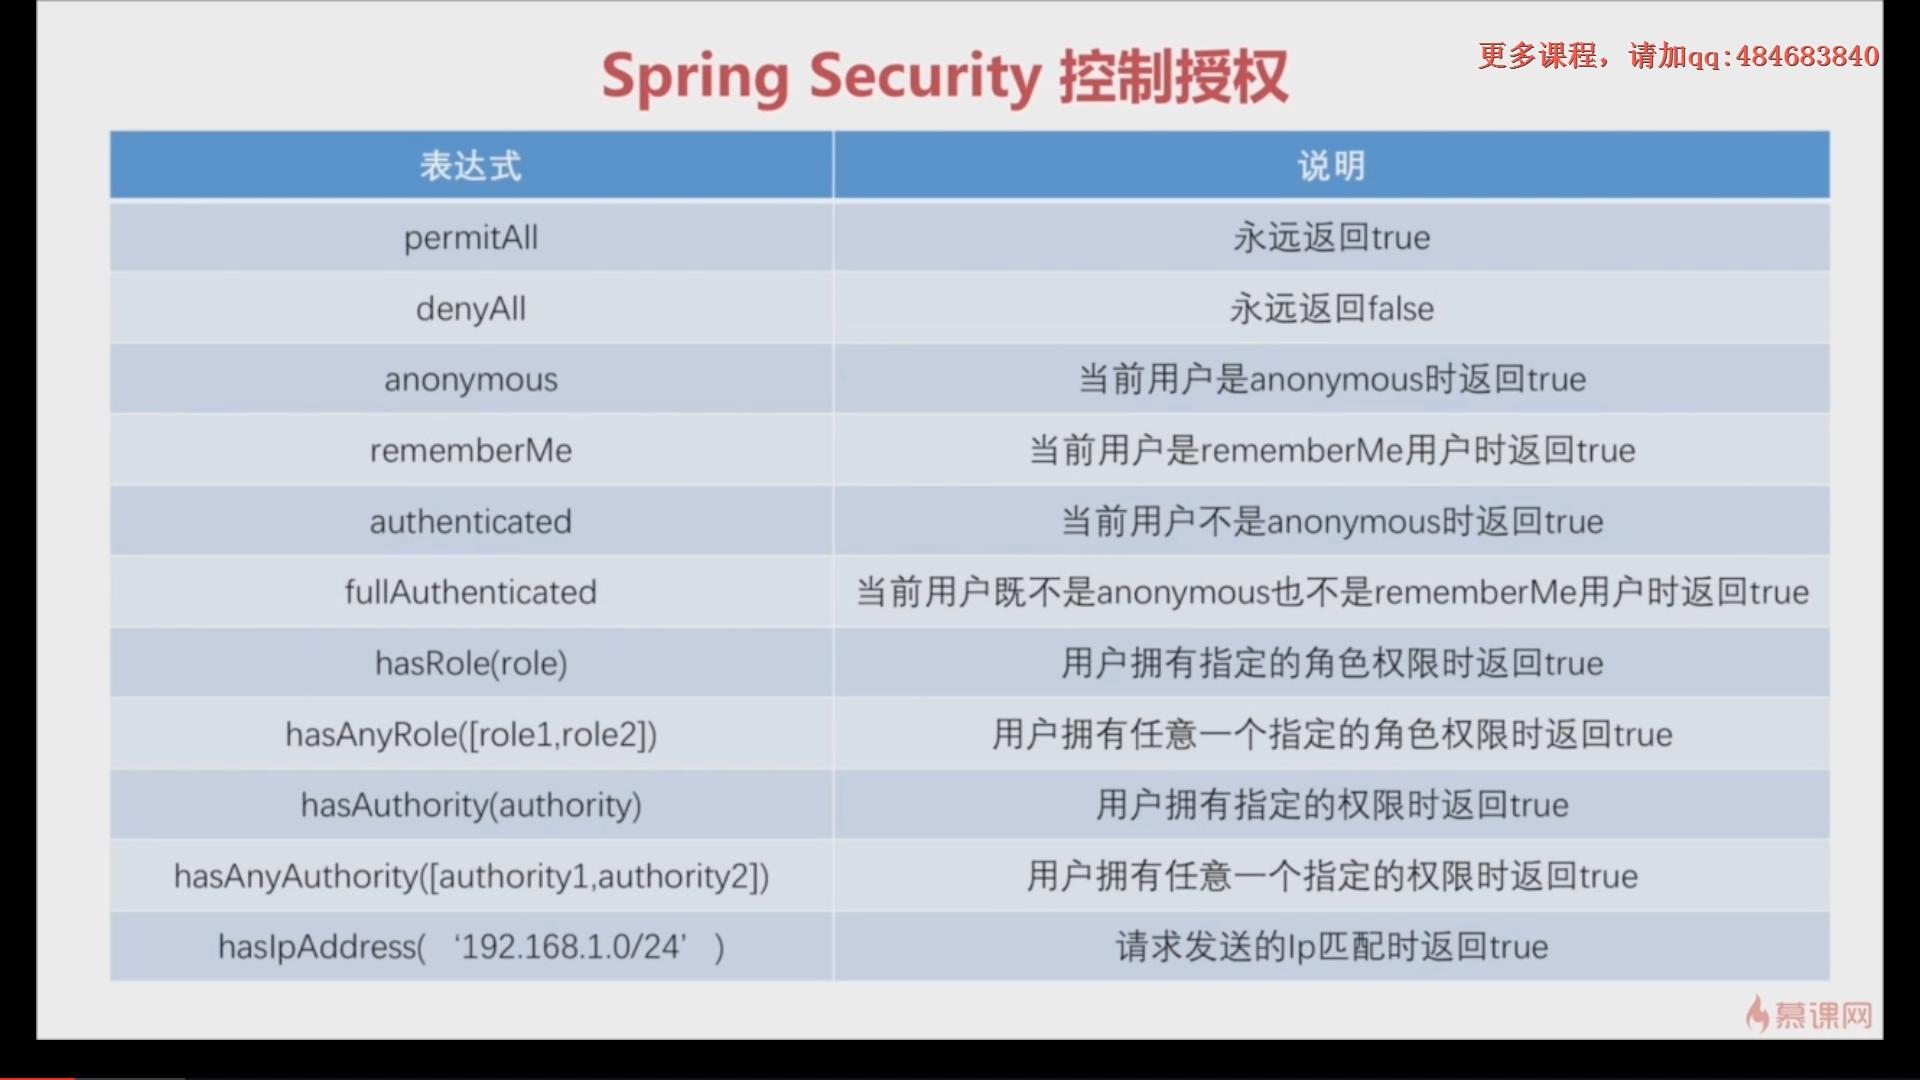 更多课程，请加qq:484683840
Spring Security 控制授权
表达式 说明
permitAll 永远返回true
denyAll 永远返回false
anonymous 当前用户是anonymous时返回true
rememberMe 当前用户是rememberMe用户时返回true
authenticated 当前用户不是anonymous时返回true
fullAuthenticated 当前用户既不是anonymous也不是rememberMe用户时返回true
hasRole(role) 用户拥有指定的角色权限时返回true
hasAnyRole([role1,role2]) 用户拥有任意一个指定的角色权限时返回true
hasAuthority(authority) 用户拥有指定的权限时返回true
hasAnyAuthority([authority1,authority2]) 用户拥有任意一个指定的权限时返回true
hasIpAddress( ‘192.168.1.0/24’ ) 请求发送的Ip匹配时返回true
慕课网